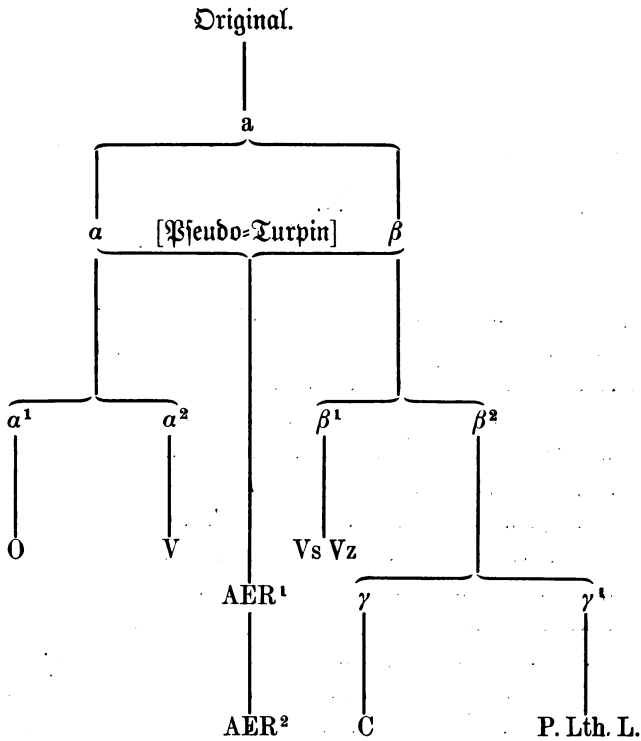 Original.
a
α [Pseudo-Turpin] β
α¹ α² β¹ β²
O V Vs Vz
AER¹ γ γ¹
AER² C P. Lth. L.